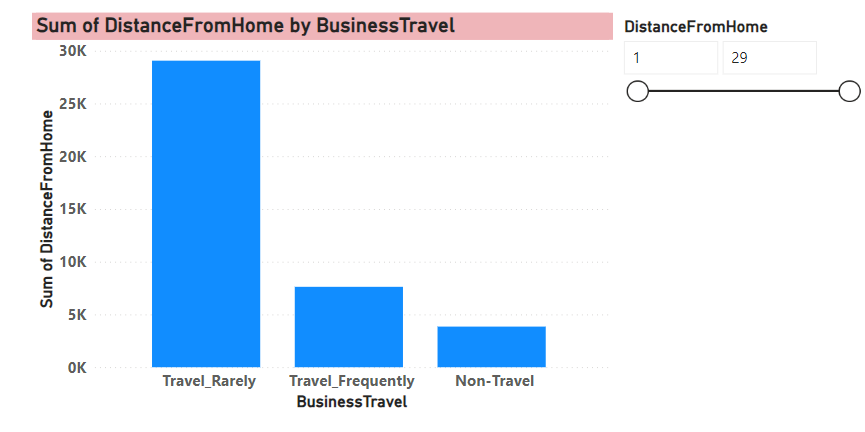 Sum of DistanceFromHome by BusinessTravel
DistanceFromHome
1
29
Sum of DistanceFromHome
30K
25K
20K
15K
10K
5K
0K
Travel_Rarely
Travel_Frequently
Non-Travel
BusinessTravel